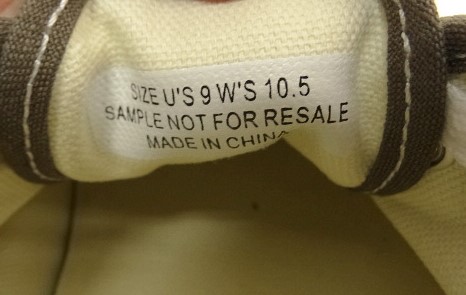 SIZE U'S 9 W'S 10.5
SAMPLE NOT FOR RESALE
MADE IN CHINA